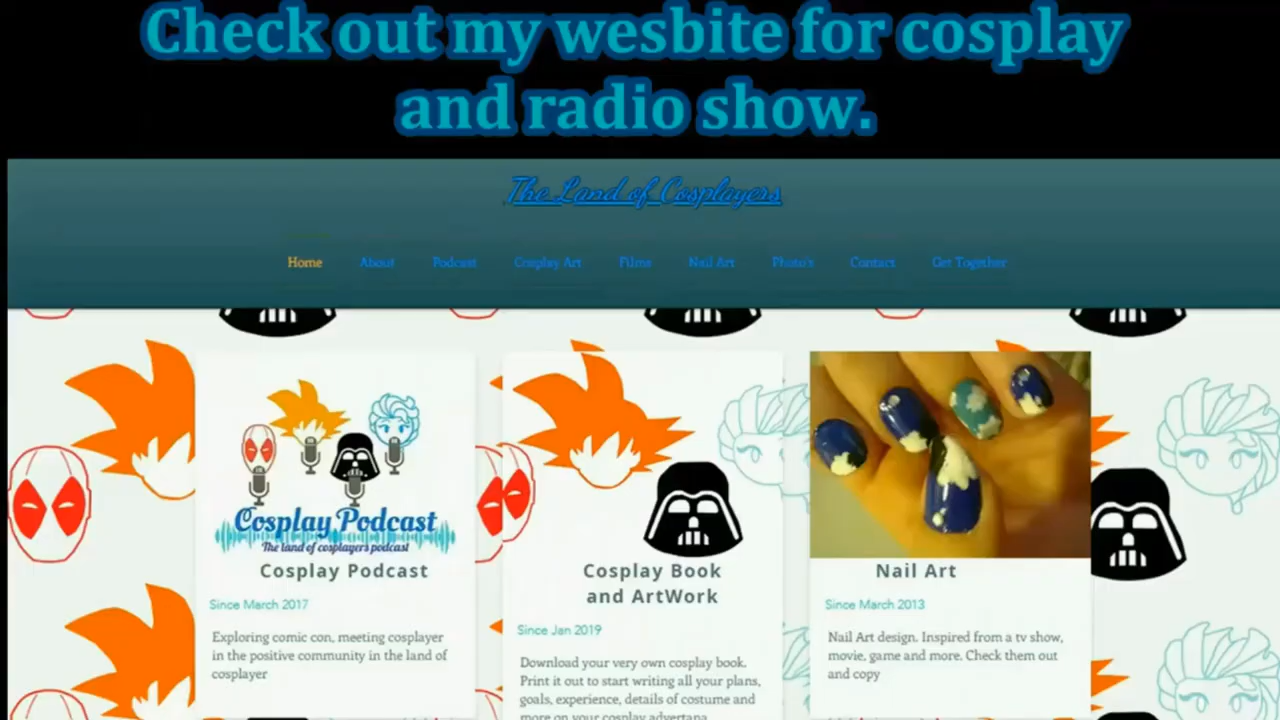 Check out my wesbite for cosplay
and radio show.
The Land of Cosplayers
Home About Podcast Cosplay Art Films Nail Art Photo's Contact Get Together
Cosplay Podcast
The land of cosplayers podcast
Cosplay Podcast
Since March 2017
Exploring comic con, meeting cosplayer
in the positive community in the land of
cosplayer
Cosplay Book
and ArtWork
Since Jan 2019
Download your very own cosplay book.
Print it out to start writing all your plans,
goals, experience, details of costume and
more on your cosplay advertana
Nail Art
Since March 2013
Nail Art design. Inspired from a tv show,
movie, game and more. Check them out
and copy